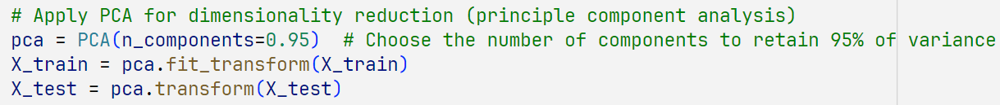 # Apply PCA for dimensionality reduction (principle component analysis)
pca = PCA(n_components=0.95)  # Choose the number of components to retain 95% of variance
X_train = pca.fit_transform(X_train)
X_test = pca.transform(X_test)